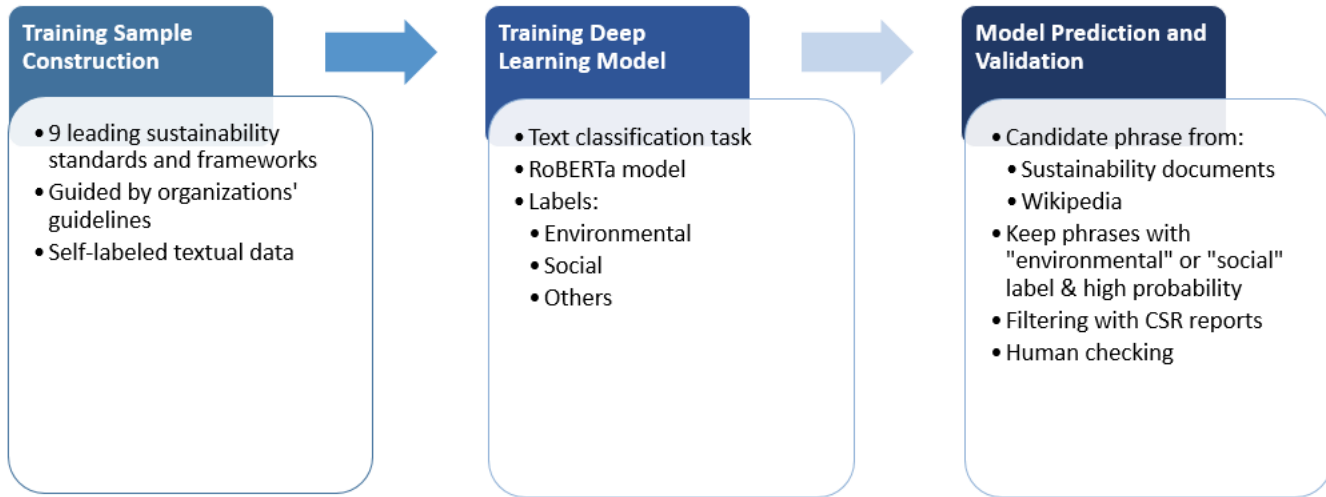 Training Sample
Construction
• 9 leading sustainability
standards and frameworks
• Guided by organizations'
guidelines
• Self-labeled textual data
Training Deep
Learning Model
• Text classification task
• RoBERTa model
• Labels:
• Environmental
• Social
• Others
Model Prediction and
Validation
• Candidate phrase from:
• Sustainability documents
• Wikipedia
• Keep phrases with
"environmental" or "social"
label & high probability
• Filtering with CSR reports
• Human checking